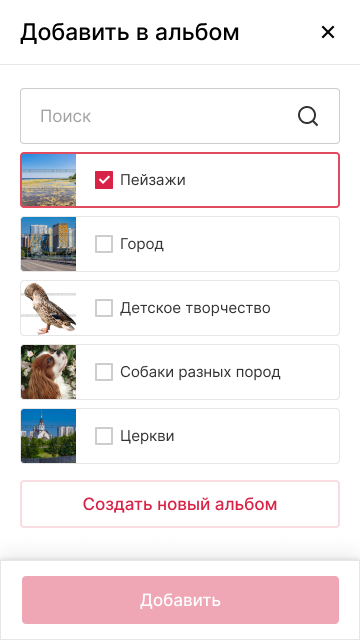 Добавить в альбом
Поиск
Пейзажи
Город
Детское творчество
Собаки разных пород
Церкви
Создать новый альбом
Добавить